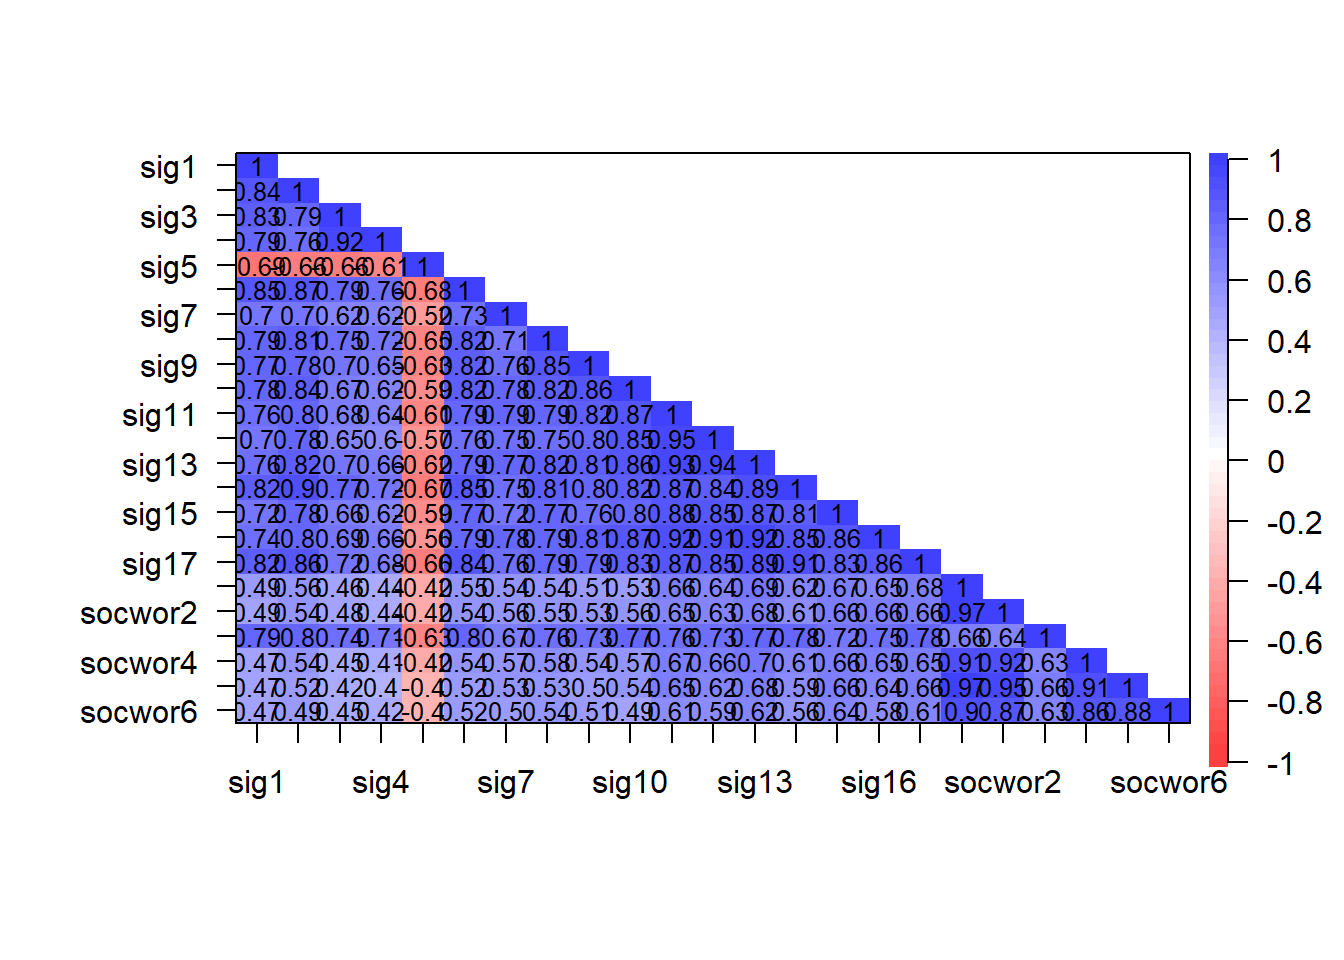 sig1 1 1
0.84 1 0.8
sig3 0.83 0.79 1
0.79 0.76 0.92 1 0.6
sig5 -0.69 -0.66 -0.66 -0.61 1
0.85 0.87 0.79 0.76 -0.68 1 0.4
sig7 0.7 0.7 0.62 0.62 -0.52 0.73 1
0.79 0.81 0.75 0.72 -0.65 0.82 0.71 1 0.2
sig9 0.77 0.78 0.7 0.65 -0.63 0.82 0.76 0.85 1
0.78 0.84 0.67 0.62 -0.59 0.82 0.78 0.82 0.86 1
sig11 0.76 0.8 0.68 0.64 -0.61 0.79 0.79 0.79 0.82 0.87 1
0.7 0.78 0.65 0.6 -0.57 0.76 0.75 0.75 0.8 0.85 0.95 1
sig13 0.76 0.82 0.7 0.66 -0.62 0.79 0.77 0.82 0.81 0.86 0.93 0.94 1 0
0.82 0.9 0.77 0.72 -0.67 0.85 0.75 0.81 0.8 0.82 0.87 0.84 0.89 1
sig15 0.72 0.78 0.66 0.62 -0.59 0.77 0.72 0.77 0.76 0.8 0.88 0.85 0.87 0.81 1 -0.2
0.74 0.8 0.69 0.66 -0.56 0.79 0.78 0.79 0.81 0.87 0.92 0.91 0.92 0.85 0.86 1
sig17 0.82 0.86 0.72 0.68 -0.66 0.84 0.76 0.79 0.79 0.83 0.87 0.85 0.89 0.91 0.83 0.86 1
0.49 0.56 0.46 0.44 -0.42 0.55 0.54 0.54 0.51 0.53 0.66 0.64 0.69 0.62 0.67 0.65 0.68 1 -0.4
socwor2 0.49 0.54 0.48 0.44 -0.42 0.54 0.56 0.55 0.53 0.56 0.65 0.63 0.68 0.61 0.66 0.66 0.66 0.97 1
0.79 0.8 0.74 0.71 -0.63 0.8 0.67 0.76 0.73 0.77 0.76 0.73 0.77 0.78 0.72 0.75 0.78 0.66 0.64 1 -0.6
socwor4 0.47 0.54 0.45 0.41 -0.42 0.54 0.57 0.58 0.54 0.57 0.67 0.66 0.7 0.61 0.66 0.65 0.65 0.91 0.92 0.63 1
0.47 0.52 0.42 0.4 -0.4 0.52 0.53 0.53 0.5 0.54 0.65 0.62 0.68 0.59 0.66 0.64 0.66 0.97 0.95 0.66 0.91 1
socwor6 0.47 0.49 0.45 0.42 -0.4 0.52 0.5 0.54 0.51 0.49 0.61 0.59 0.62 0.56 0.64 0.58 0.61 0.9 0.87 0.63 0.86 0.88 1 -0.8
-1
sig1 sig4 sig7 sig10 sig13 sig16 socwor2 socwor6